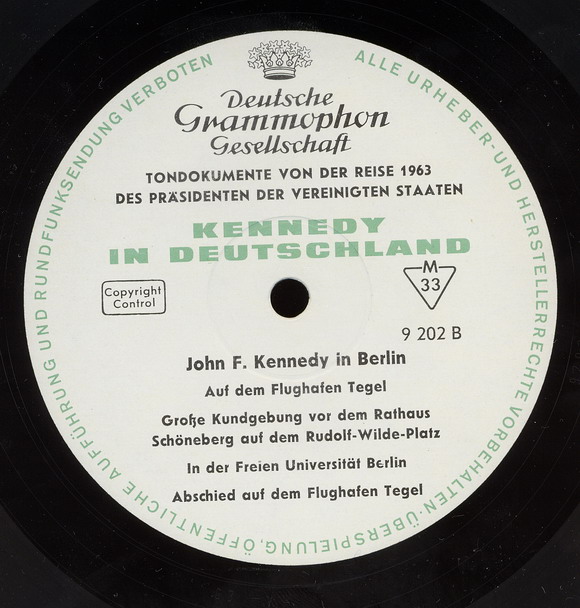 Deutsche
Grammophon
Gesellschaft
TONDOKUMENTE VON DER REISE 1963
DES PRÄSIDENTEN DER VEREINIGTEN STAATEN
KENNEDY
IN DEUTSCHLAND
Copyright
Control
M
33
9 202 B
John F. Kennedy in Berlin
Auf dem Flughafen Tegel
Große Kundgebung vor dem Rathaus
Schöneberg auf dem Rudolf-Wilde-Platz
In der Freien Universität Berlin
Abschied auf dem Flughafen Tegel
ALLE URHEBER- UND HERSTELLERRECHTE VORBEHALTEN · ÜBERSPIELUNG, ÖFFENTLICHE AUFFÜHRUNG UND RUNDFUNKSENDUNG VERBOTEN